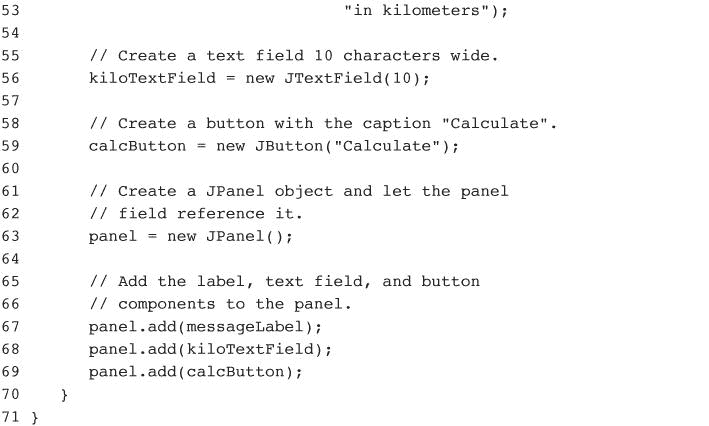 53                                 "in kilometers");
54
55       // Create a text field 10 characters wide.
56       kiloTextField = new JTextField(10);
57
58       // Create a button with the caption "Calculate".
59       calcButton = new JButton("Calculate");
60
61       // Create a JPanel object and let the panel
62       // field reference it.
63       panel = new JPanel();
64
65       // Add the label, text field, and button
66       // components to the panel.
67       panel.add(messageLabel);
68       panel.add(kiloTextField);
69       panel.add(calcButton);
70    }
71 }